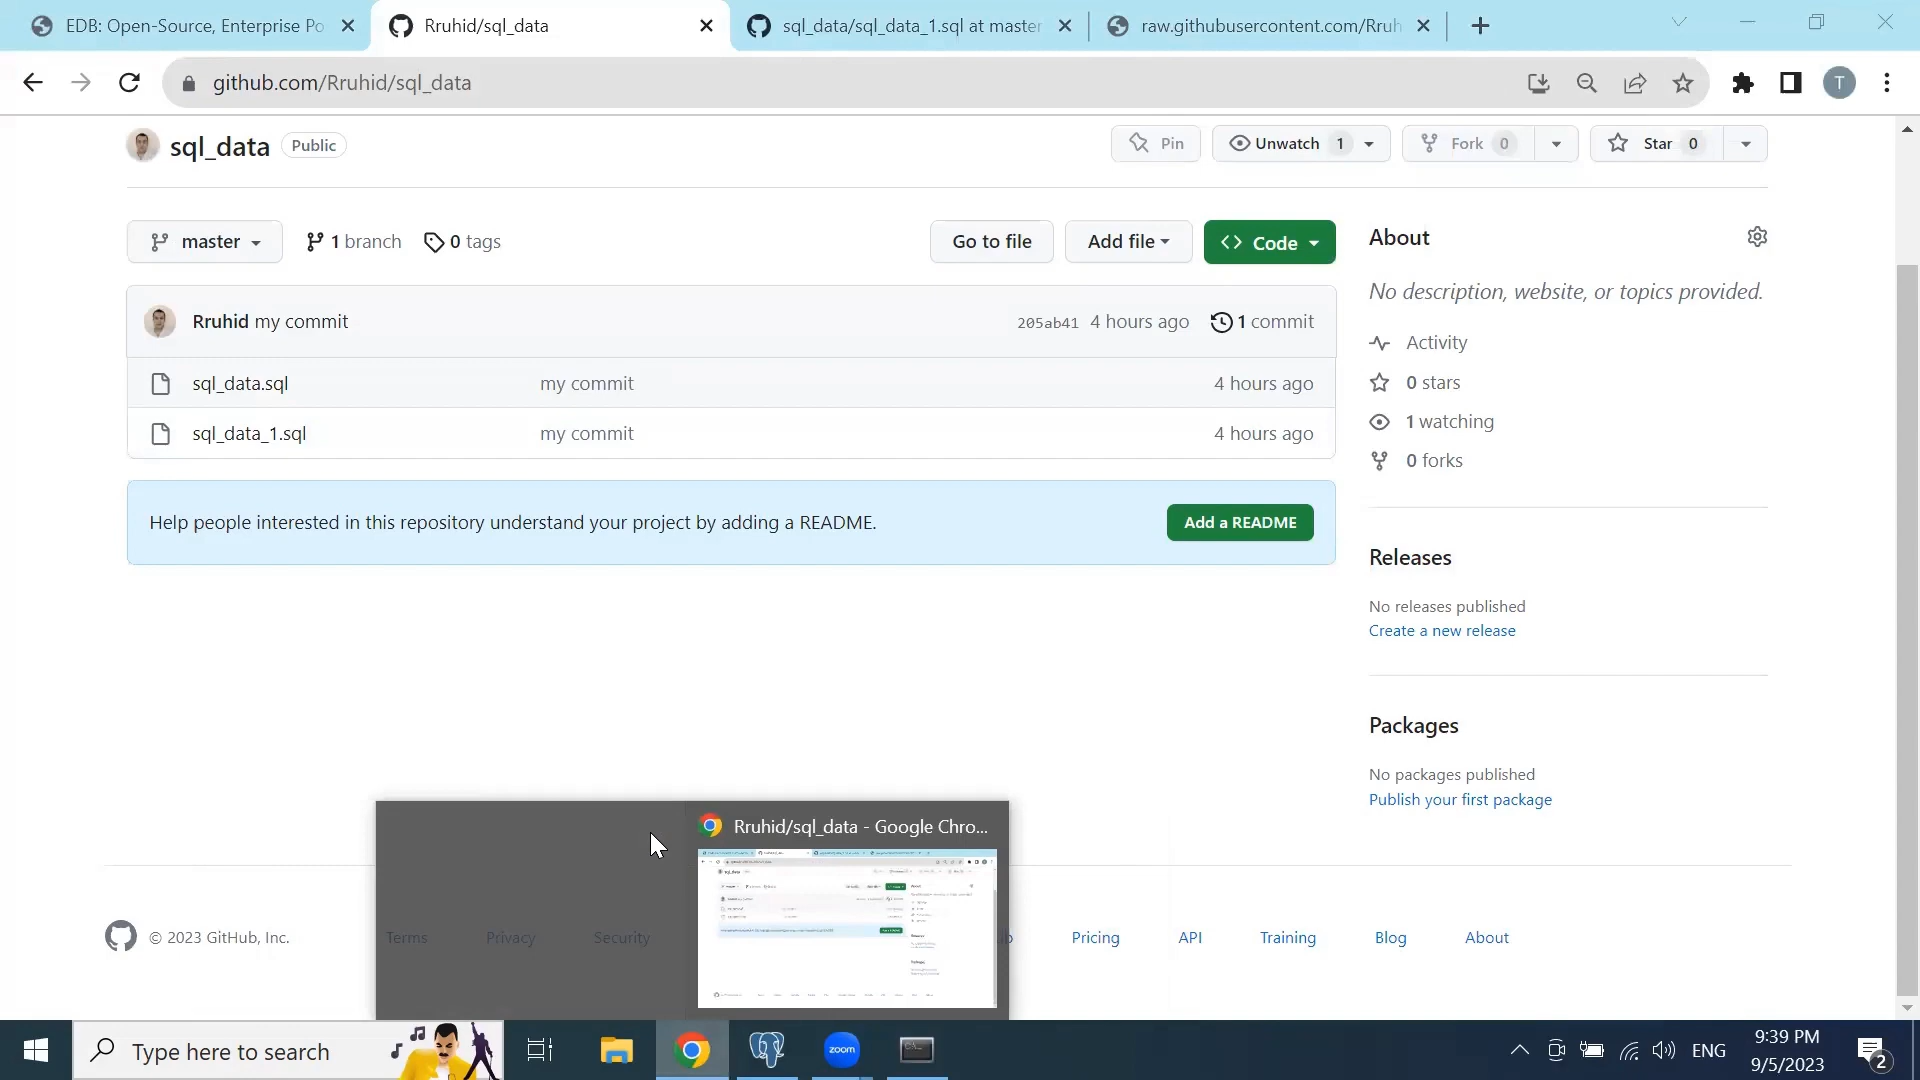 EDB: Open-Source, Enterprise Po
Rruhid/sql_data
sql_data/sql_data_1.sql at master
raw.githubusercontent.com/Rruh
github.com/Rruhid/sql_data
T
sql_data Public
Pin
Unwatch 1
Fork 0
Star 0
master
1 branch
0 tags
Go to file
Add file
Code
About
No description, website, or topics provided.
Rruhid my commit
205ab41 4 hours ago
1 commit
sql_data.sql my commit 4 hours ago
sql_data_1.sql my commit 4 hours ago
Activity
0 stars
1 watching
0 forks
Help people interested in this repository understand your project by adding a README.
Add a README
Releases
No releases published
Create a new release
Packages
No packages published
Publish your first package
Rruhid/sql_data - Google Chro...
© 2023 GitHub, Inc.
Terms
Privacy
Security
Pricing
API
Training
Blog
About
Type here to search
zoom
ENG
9:39 PM
9/5/2023
2